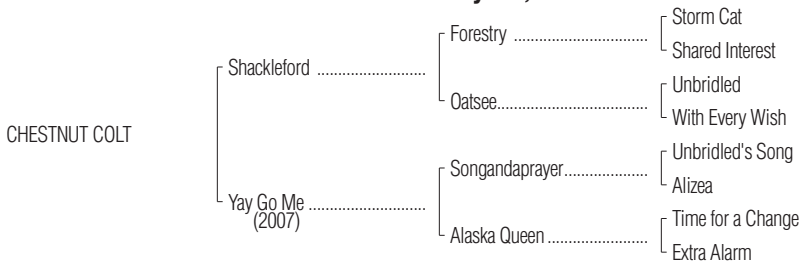 Storm Cat
Forestry ........................
Shared Interest
Shackleford .........................
Unbridled
Oatsee...................................
With Every Wish
CHESTNUT COLT
Unbridled's Song
Songandaprayer...................
Alizea
Yay Go Me ...........................
(2007)
Time for a Change
Alaska Queen .......................
Extra Alarm